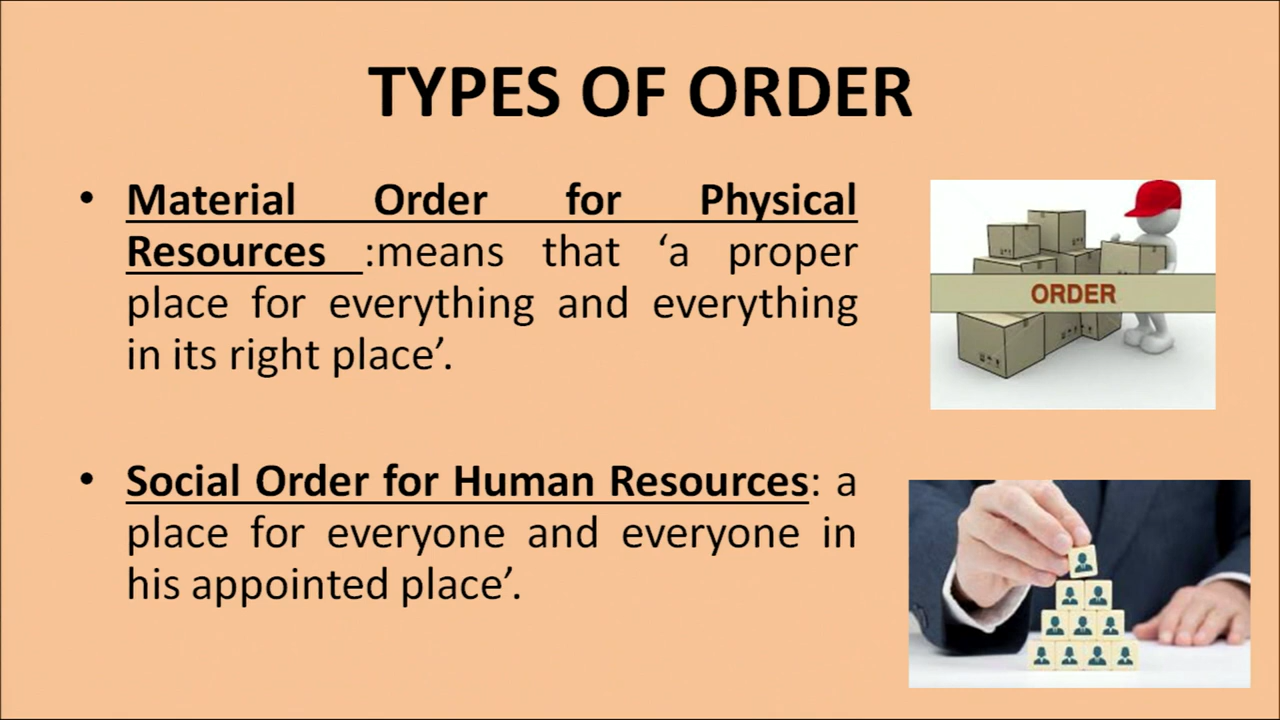 TYPES OF ORDER
• Material Order for Physical
Resources :means that ‘a proper
place for everything and everything
in its right place’.
ORDER
• Social Order for Human Resources: a
place for everyone and everyone in
his appointed place’.